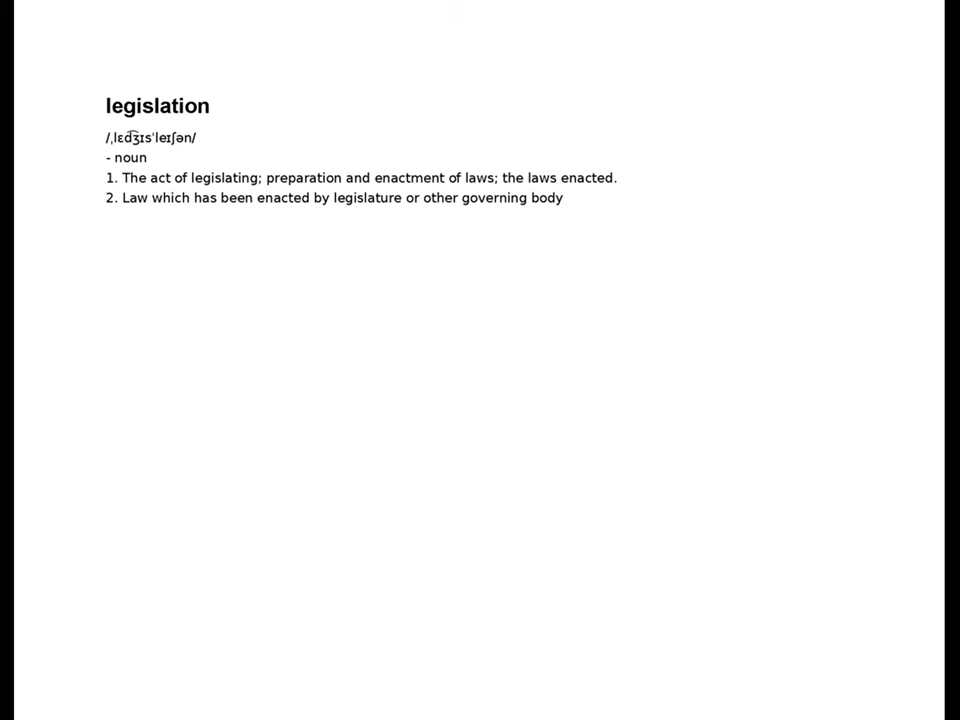 legislation
/ˌlɛd͡ʒɪsˈleɪʃən/
- noun
1. The act of legislating; preparation and enactment of laws; the laws enacted.
2. Law which has been enacted by legislature or other governing body